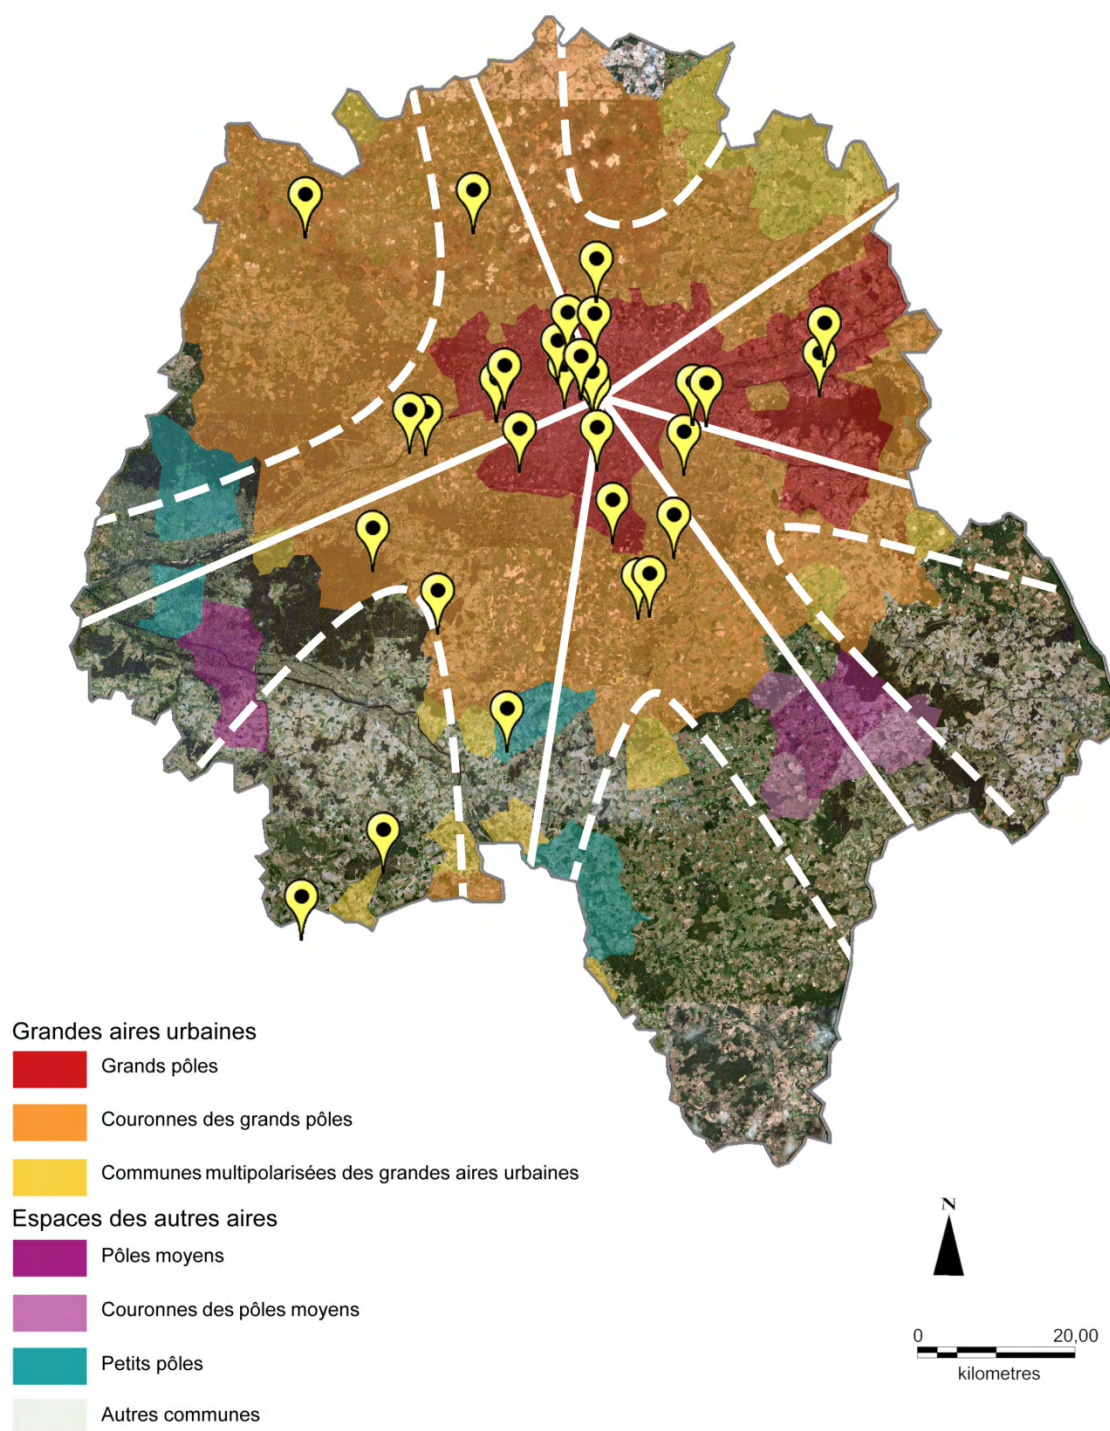 Grandes aires urbaines
Grands pôles
Couronnes des grands pôles
Communes multipolarisées des grandes aires urbaines
Espaces des autres aires
Pôles moyens
Couronnes des pôles moyens
Petits pôles
Autres communes
N
0 20,00
kilometres